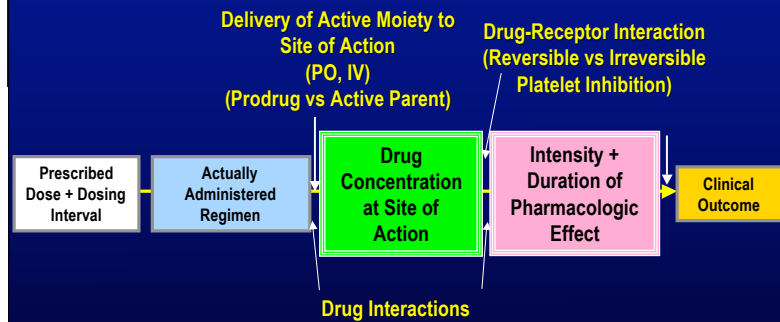 Delivery of Active Moiety to
Site of Action
(PO, IV)
(Prodrug vs Active Parent)
Drug-Receptor Interaction
(Reversible vs Irreversible
Platelet Inhibition)
Prescribed
Dose + Dosing
Interval
Actually
Administered
Regimen
Drug
Concentration
at Site of
Action
Intensity +
Duration of
Pharmacologic
Effect
Clinical
Outcome
Drug Interactions